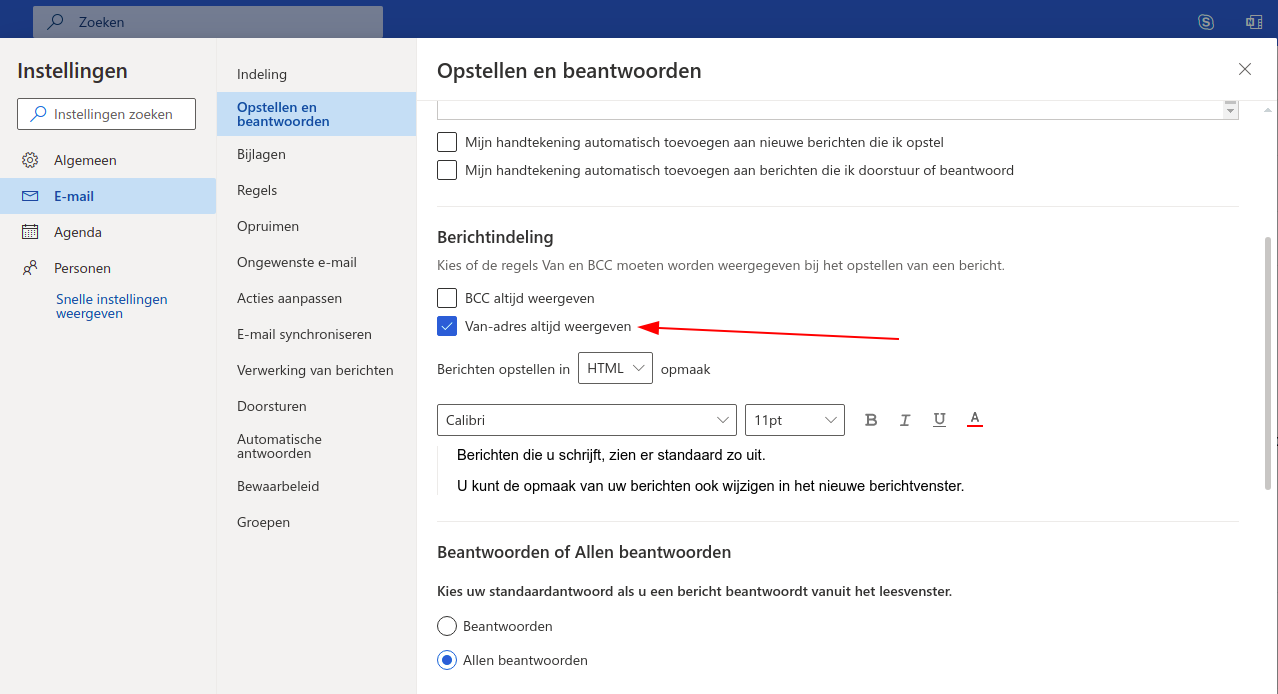 Zoeken
Instellingen
Instellingen zoeken
Algemeen
E-mail
Agenda
Personen
Snelle instellingen
weergeven
Indeling
Opstellen en
beantwoorden
Bijlagen
Regels
Opruimen
Ongewenste e-mail
Acties aanpassen
E-mail synchroniseren
Verwerking van berichten
Doorsturen
Automatische
antwoorden
Bewaarbeleid
Groepen
Opstellen en beantwoorden
Mijn handtekening automatisch toevoegen aan nieuwe berichten die ik opstel
Mijn handtekening automatisch toevoegen aan berichten die ik doorstuur of beantwoord
Berichtindeling
Kies of de regels Van en BCC moeten worden weergegeven bij het opstellen van een bericht.
BCC altijd weergeven
Van-adres altijd weergeven
Berichten opstellen in HTML opmaak
Calibri 11pt B I U A
Berichten die u schrijft, zien er standaard zo uit.
U kunt de opmaak van uw berichten ook wijzigen in het nieuwe berichtvenster.
Beantwoorden of Allen beantwoorden
Kies uw standaardantwoord als u een bericht beantwoordt vanuit het leesvenster.
Beantwoorden
Allen beantwoorden